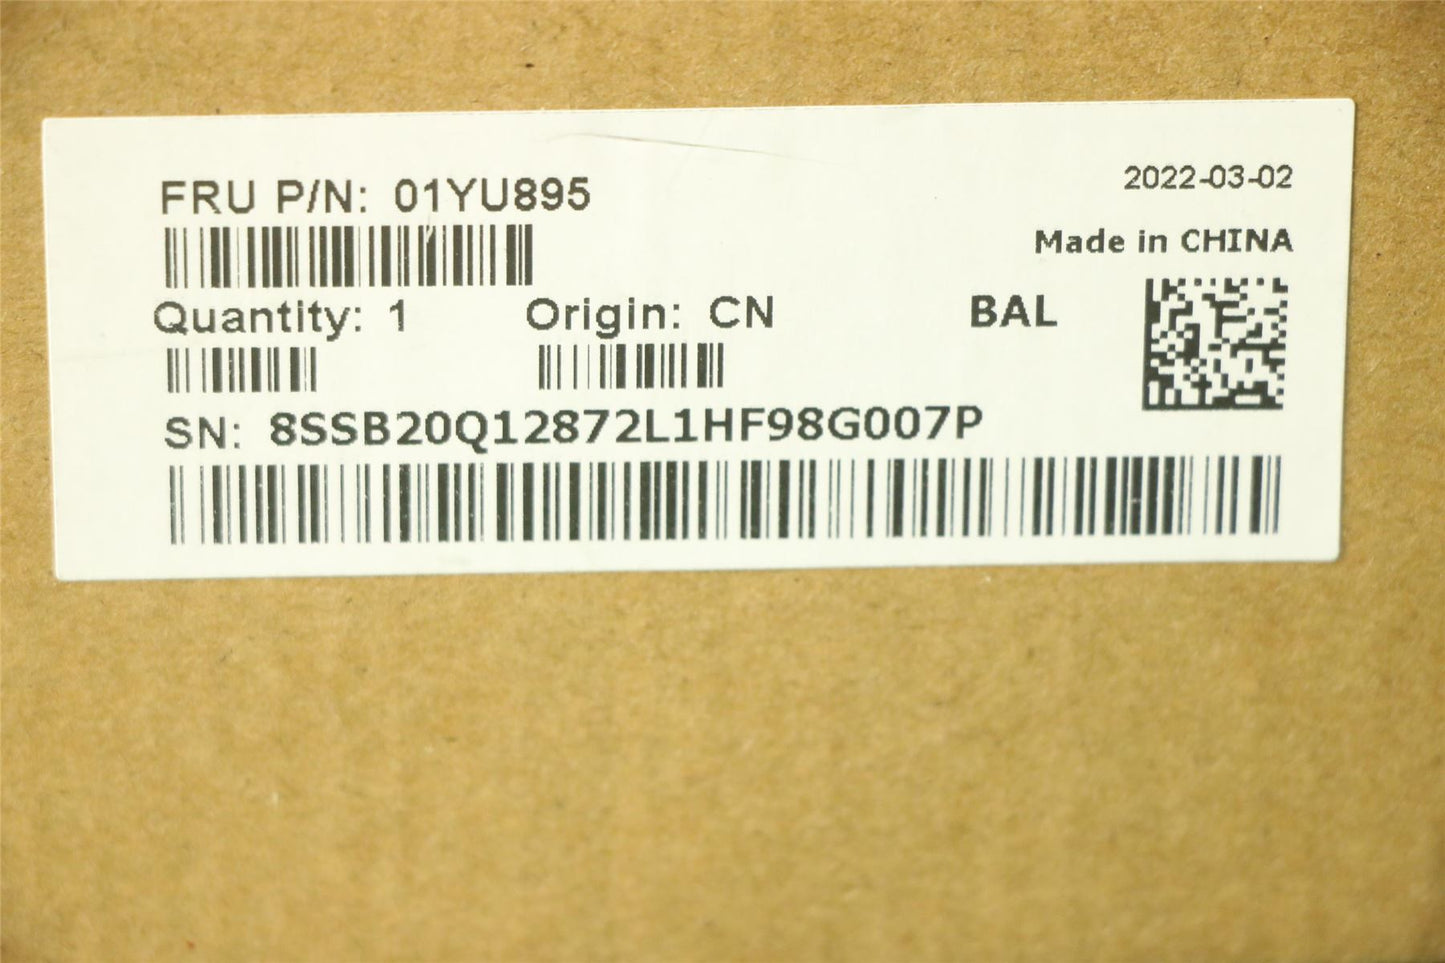 FRU P/N: 01YU895
2022-03-02
Made in CHINA
Quantity: 1 Origin: CN BAL
SN: 8SSB20Q12872L1HF98G007P